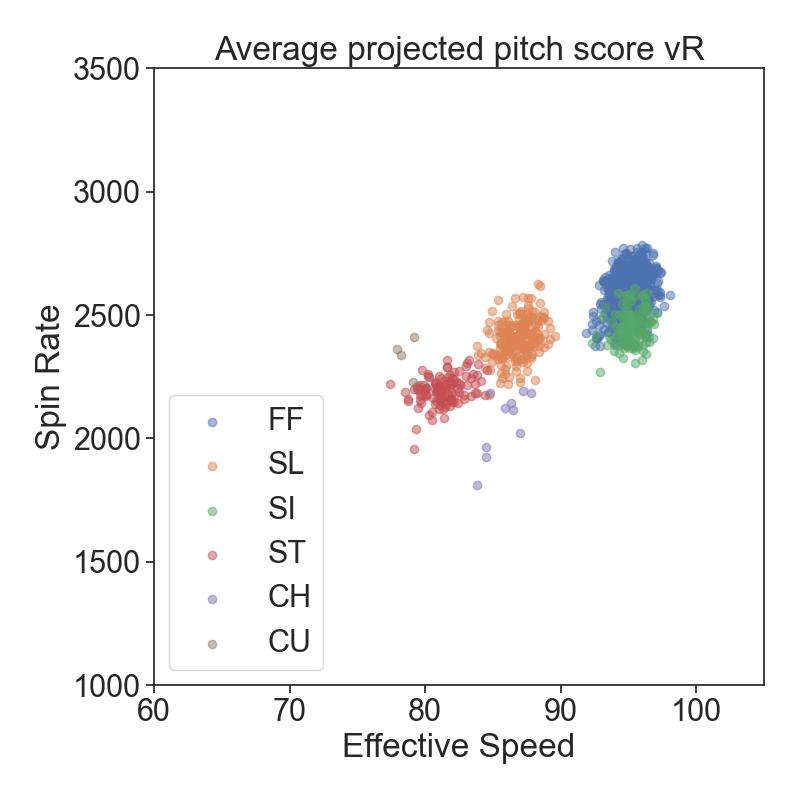 Average projected pitch score vR
3500
3000
2500
2000
1500
1000
Spin Rate
FF
SL
SI
ST
CH
CU
60 70 80 90 100
Effective Speed